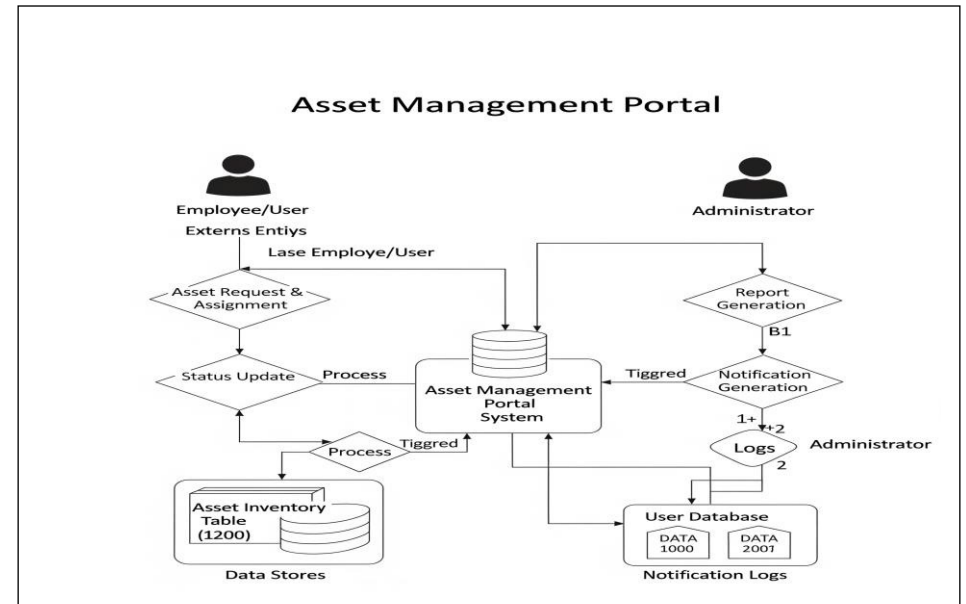 Asset Management Portal
Employee/User
Externs Entiys
Administrator
Lase Employe/User
Asset Request &
Assignment
Report
Generation
B1
Status Update
Process
Asset Management
Portal
System
Tiggred
Notification
Generation
1+
+2
Logs
Administrator
2
Process
Tiggred
Asset Inventory
Table
(1200)
Data Stores
User Database
DATA
1000
DATA
2001
Notification Logs